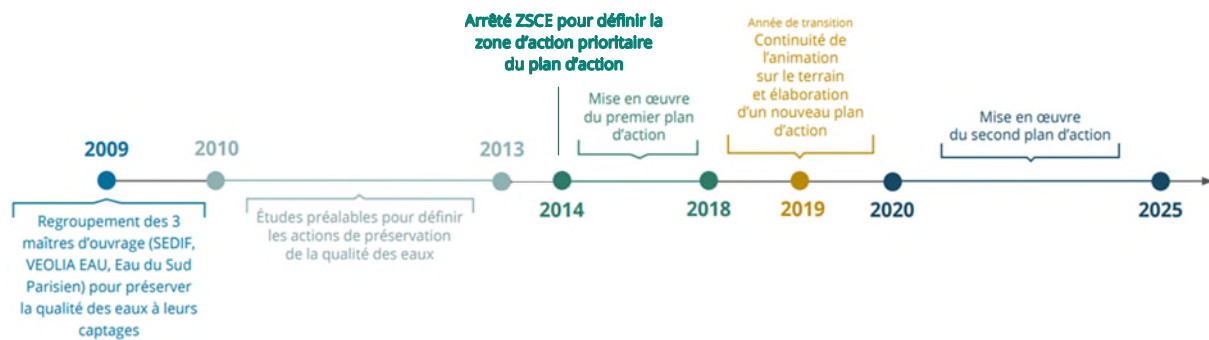 Arrêté ZSCE pour définir la
zone d'action prioritaire
du plan d'action
Année de transition
Continuité de
l'animation
sur le terrain
et élaboration
d'un nouveau plan
d'action
Mise en œuvre
du premier plan
d'action
Mise en œuvre
du second plan d'action
2009
2010
2013
2014
2018
2019
2020
2025
Regroupement des 3
maîtres d'ouvrage (SEDIF,
VEOLIA EAU, Eau du Sud
Parisien) pour préserver
la qualité des eaux à leurs
captages
Études préalables pour définir
les actions de préservation
de la qualité des eaux